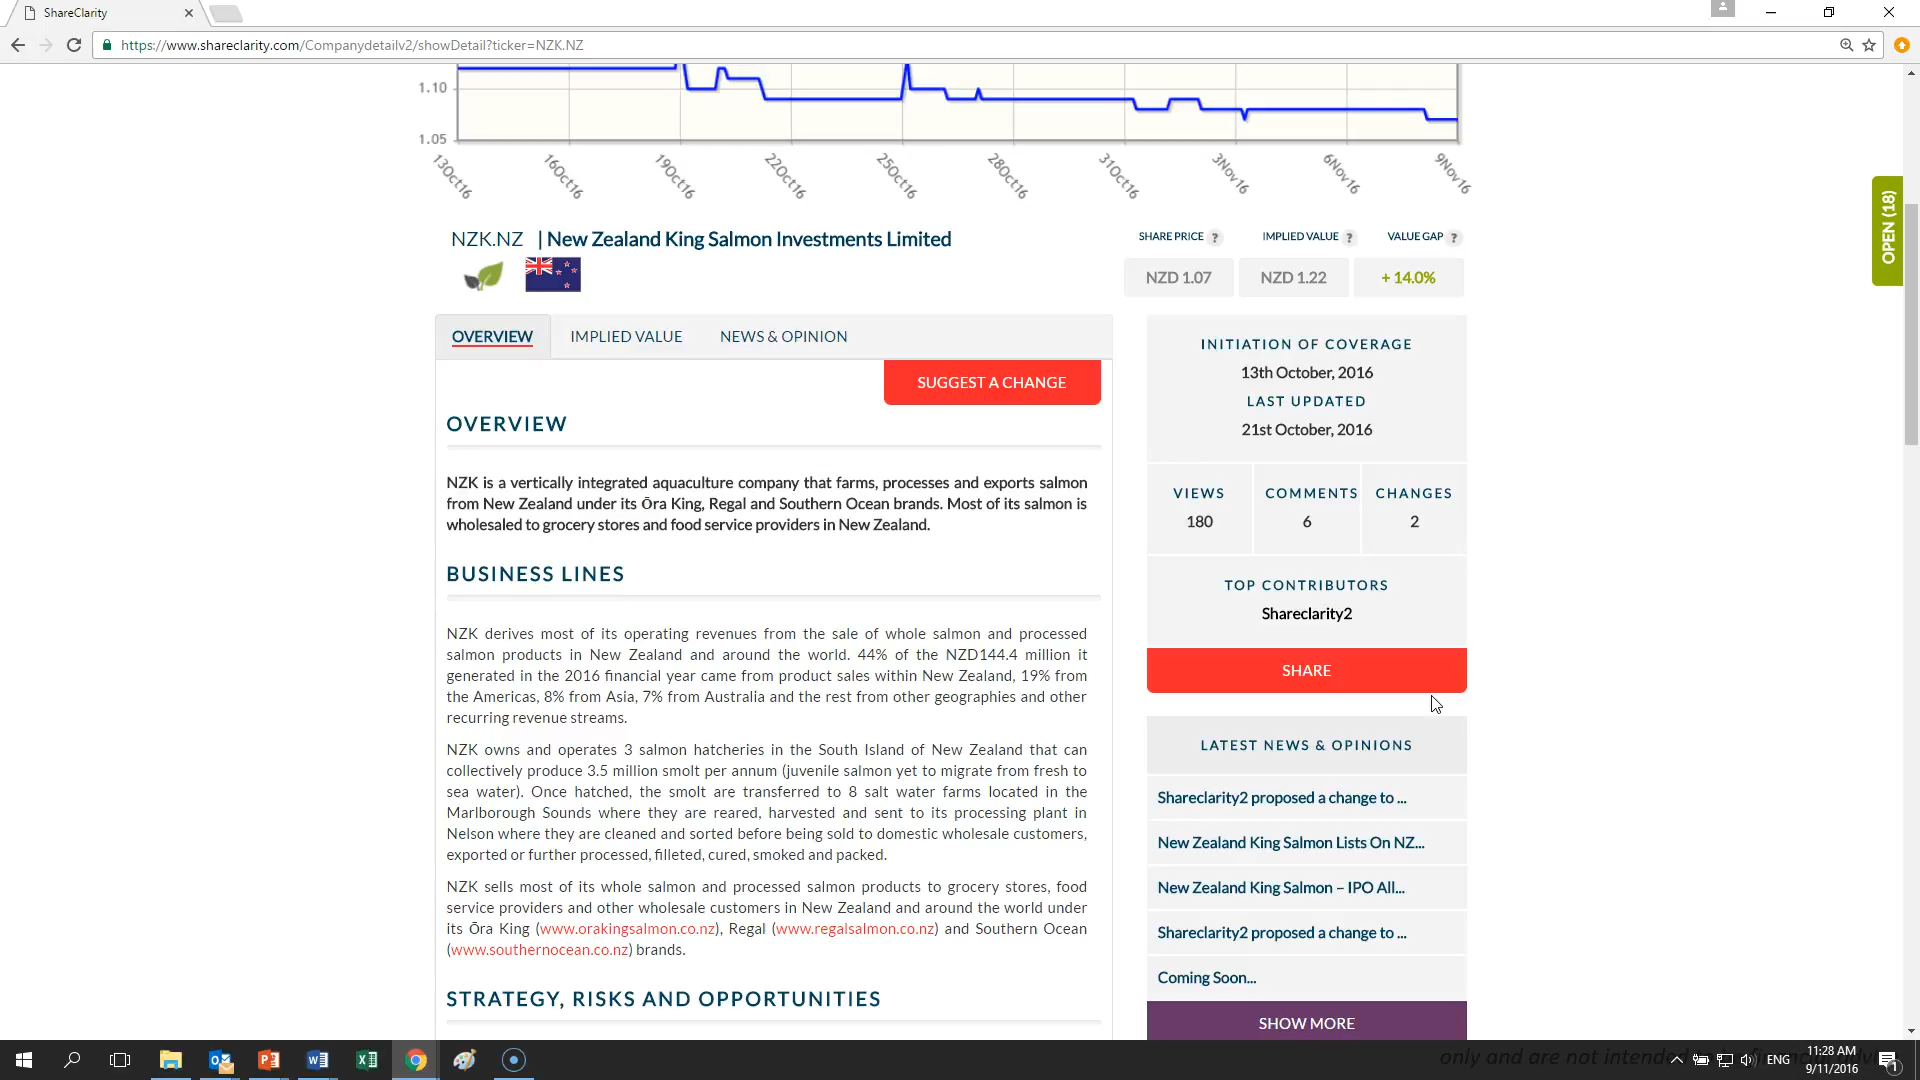 ShareClarity
https://www.shareclarity.com/Companydetailv2/showDetail?ticker=NZK.NZ
1.10
1.05
13Oct16
16Oct16
19Oct16
22Oct16
25Oct16
28Oct16
31Oct16
3Nov16
6Nov16
9Nov16
OPEN (18)
NZK.NZ | New Zealand King Salmon Investments Limited
SHARE PRICE ? IMPLIED VALUE ? VALUE GAP ?
NZD 1.07 NZD 1.22 + 14.0%
OVERVIEW IMPLIED VALUE NEWS & OPINION
SUGGEST A CHANGE
OVERVIEW
NZK is a vertically integrated aquaculture company that farms, processes and exports salmon
from New Zealand under its Ōra King, Regal and Southern Ocean brands. Most of its salmon is
wholesaled to grocery stores and food service providers in New Zealand.
BUSINESS LINES
NZK derives most of its operating revenues from the sale of whole salmon and processed
salmon products in New Zealand and around the world. 44% of the NZD144.4 million it
generated in the 2016 financial year came from product sales within New Zealand, 19% from
the Americas, 8% from Asia, 7% from Australia and the rest from other geographies and other
recurring revenue streams.
NZK owns and operates 3 salmon hatcheries in the South Island of New Zealand that can
collectively produce 3.5 million smolt per annum (juvenile salmon yet to migrate from fresh to
sea water). Once hatched, the smolt are transferred to 8 salt water farms located in the
Marlborough Sounds where they are reared, harvested and sent to its processing plant in
Nelson where they are cleaned and sorted before being sold to domestic wholesale customers,
exported or further processed, filleted, cured, smoked and packed.
NZK sells most of its whole salmon and processed salmon products to grocery stores, food
service providers and other wholesale customers in New Zealand and around the world under
its Ōra King (www.orakingsalmon.co.nz), Regal (www.regalsalmon.co.nz) and Southern Ocean
(www.southernocean.co.nz) brands.
STRATEGY, RISKS AND OPPORTUNITIES
INITIATION OF COVERAGE
13th October, 2016
LAST UPDATED
21st October, 2016
VIEWS COMMENTS CHANGES
180 6 2
TOP CONTRIBUTORS
Shareclarity2
SHARE
LATEST NEWS & OPINIONS
Shareclarity2 proposed a change to ...
New Zealand King Salmon Lists On NZ...
New Zealand King Salmon – IPO All...
Shareclarity2 proposed a change to ...
Coming Soon...
SHOW MORE
only and are not intended
ENG
11:28 AM
9/11/2016
1